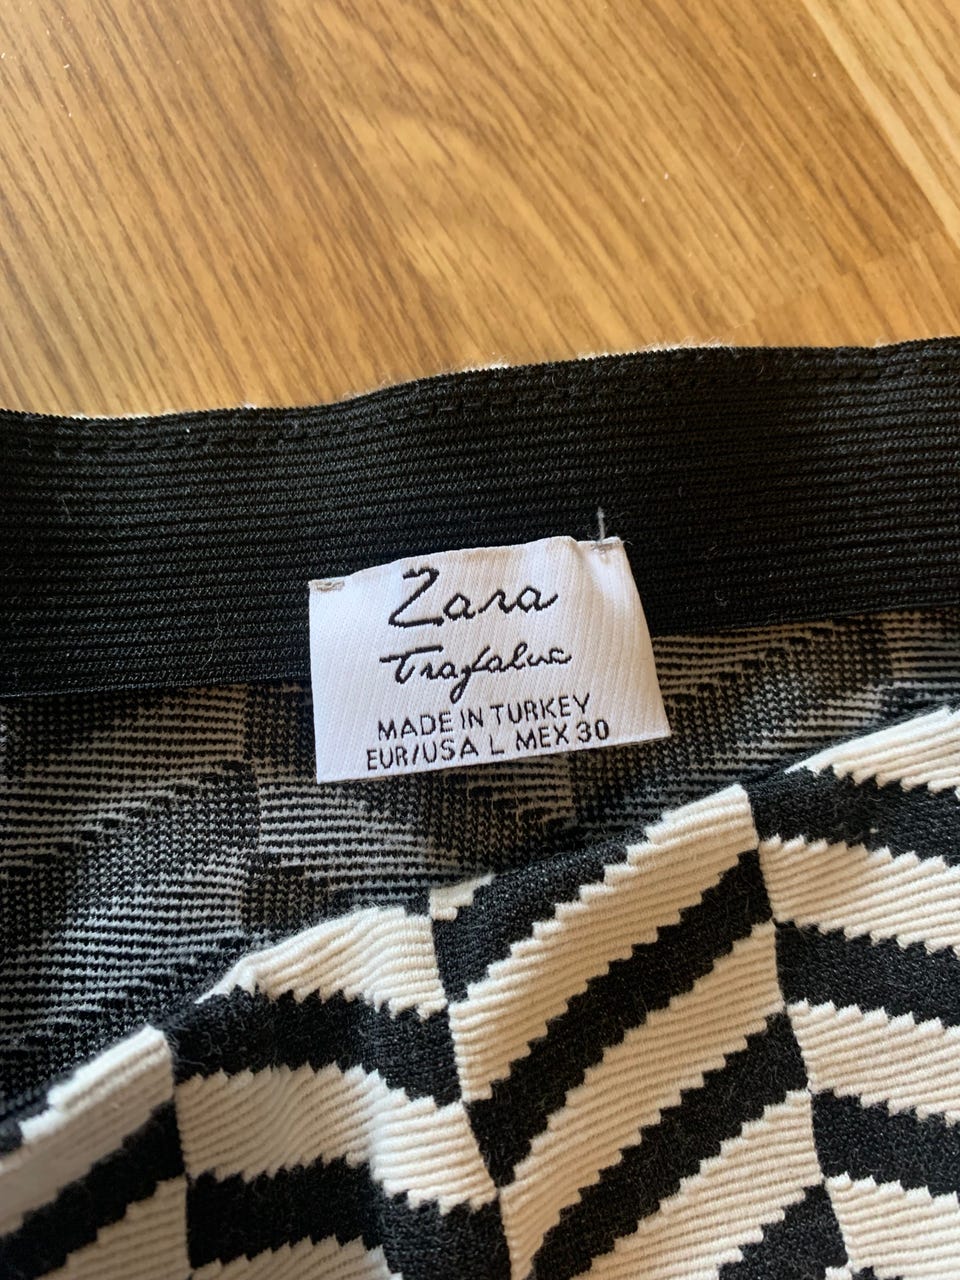 Zara
Trafaluc
MADE IN TURKEY
EUR/USA L MEX 30